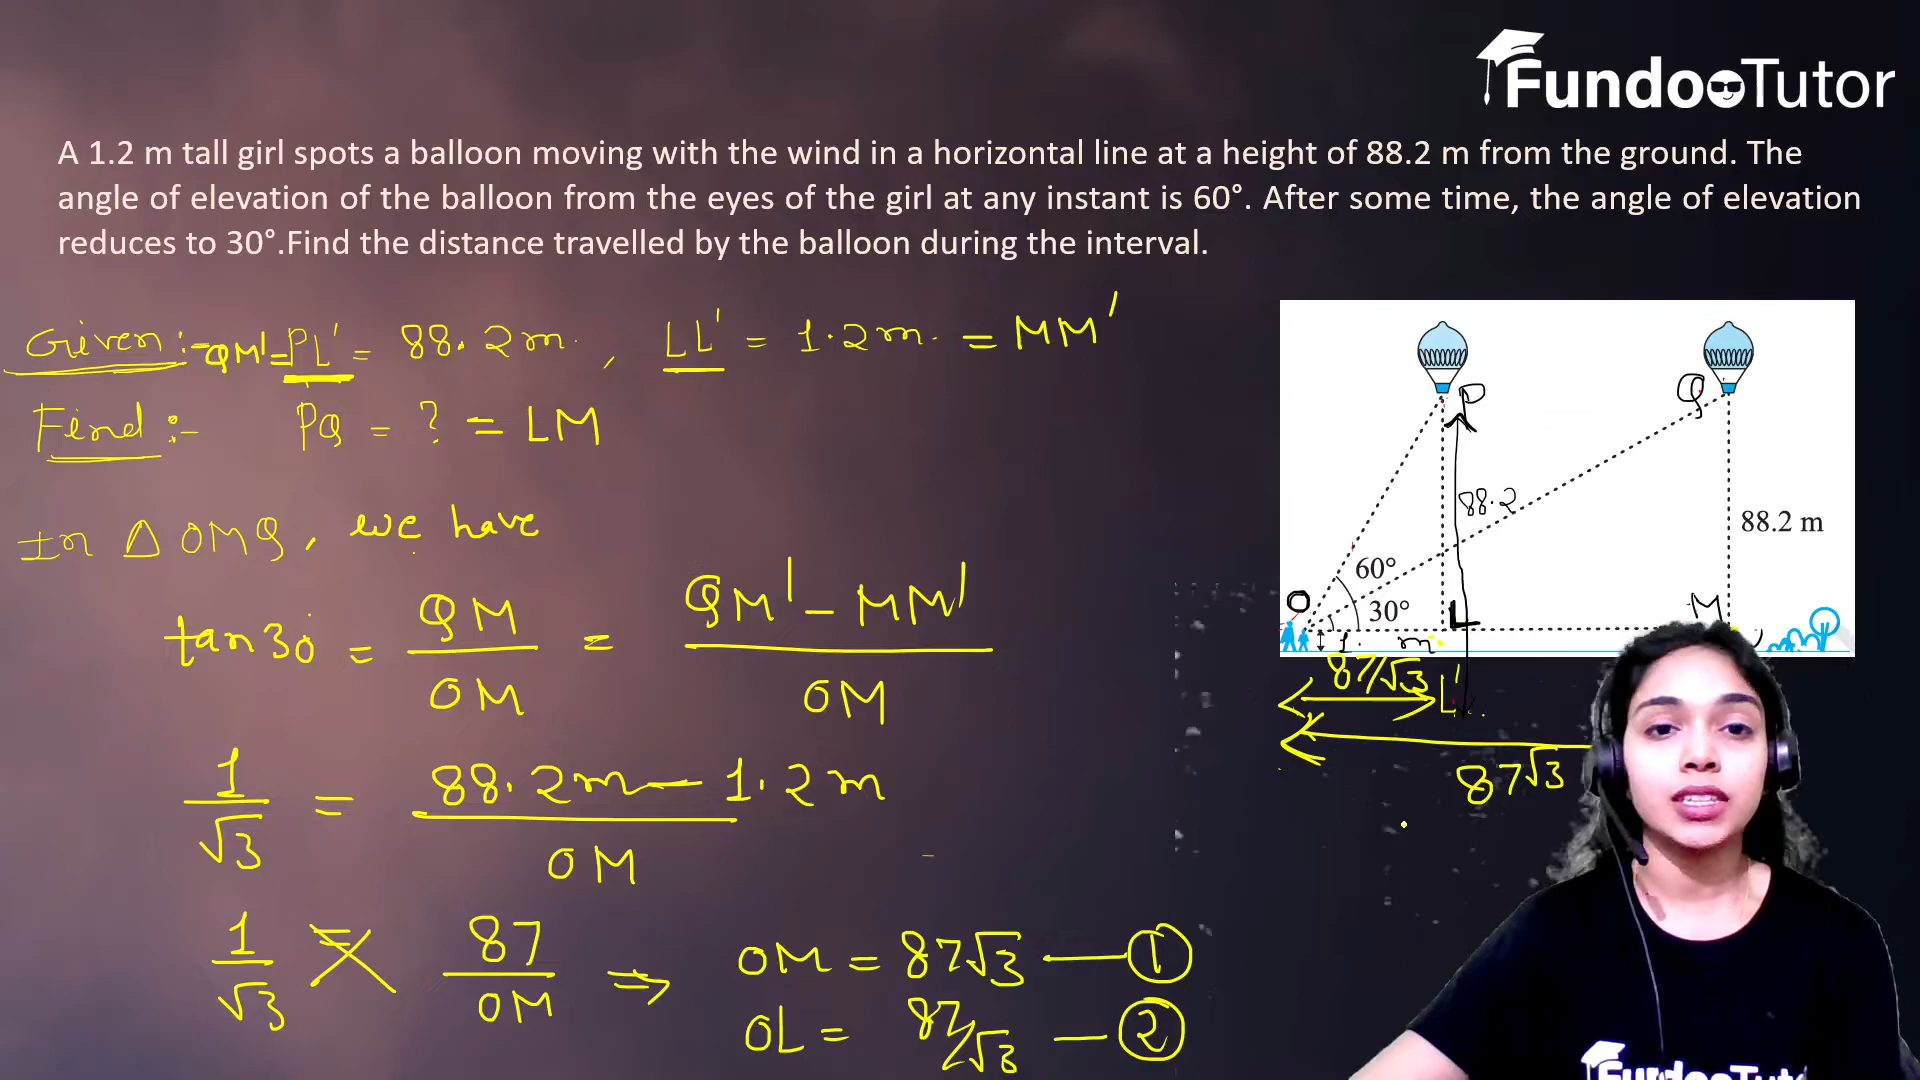 FundooTutor
A 1.2 m tall girl spots a balloon moving with the wind in a horizontal line at a height of 88.2 m from the ground. The
angle of elevation of the balloon from the eyes of the girl at any instant is 60°. After some time, the angle of elevation
reduces to 30°.Find the distance travelled by the balloon during the interval.
Given:- QM' = PL' = 88.2m. , LL' = 1.2m. = MM'
Find :- PQ = ? = LM
In △ OMQ, we have
tan30° = QM / OM = QM' - MM' / OM
1/√3 = 88.2m - 1.2m / OM
1/√3 = 87 / OM ⇒ OM = 87√3 — ①
OL = 87/√3 — ②
P
Q
88.2
88.2 m
60°
O
30°
L
M
1. m
87/√3
L'
87√3
FundooTutor